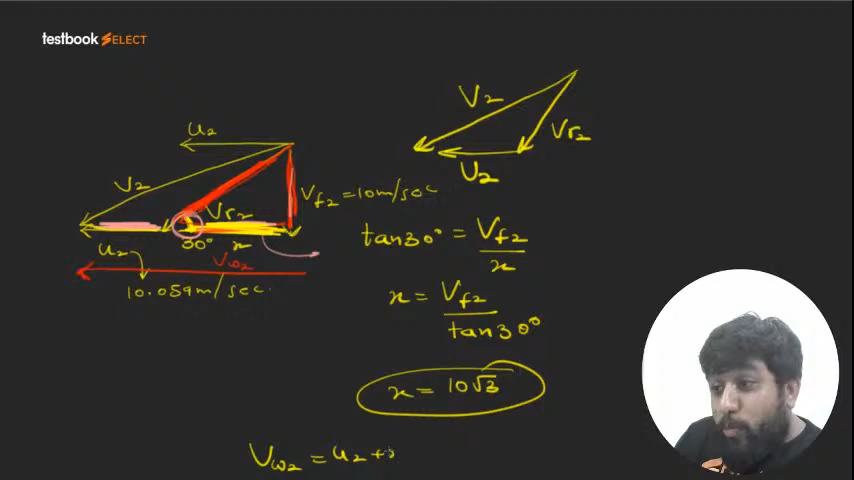 testbook SELECT
u2
V2
Vr2
Vf2 = 10m/sec
30° x
u2
Vw2
10.059m/sec.
V2
Vr2
U2
tan30° = Vf2/x
x = Vf2/tan30°
x = 10√3
Vw2 = u2 +